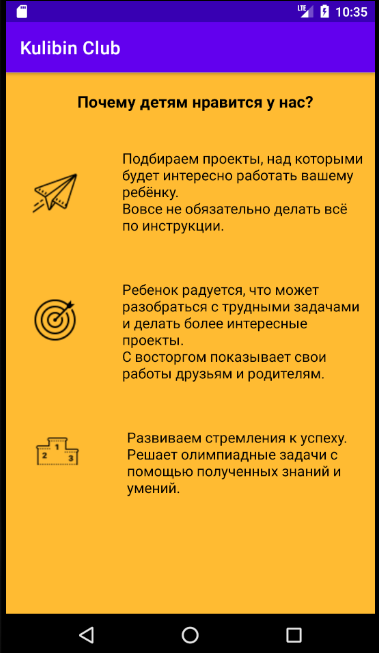 LTE 10:35
Kulibin Club
Почему детям нравится у нас?
Подбираем проекты, над которыми
будет интересно работать вашему
ребёнку.
Вовсе не обязательно делать всё
по инструкции.
Ребенок радуется, что может
разобраться с трудными задачами
и делать более интересные
проекты.
С восторгом показывает свои
работы друзьям и родителям.
1
2 3
Развиваем стремления к успеху.
Решает олимпиадные задачи с
помощью полученных знаний и
умений.